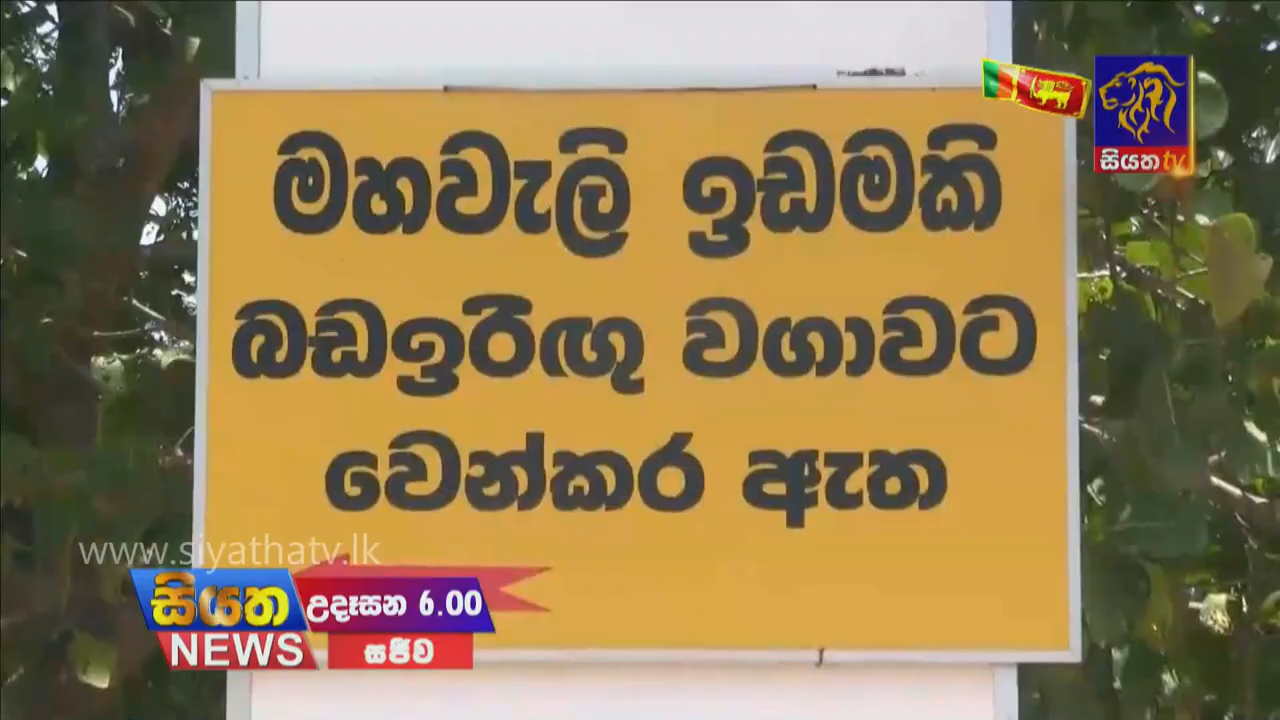 මහවැලි ඉඩමකි
බඩඉරිඟු වගාවට
වෙන්කර ඇත
සියත tv
www.siyathatv.lk
සියත
NEWS
උදෑසන 6.00
සජීව